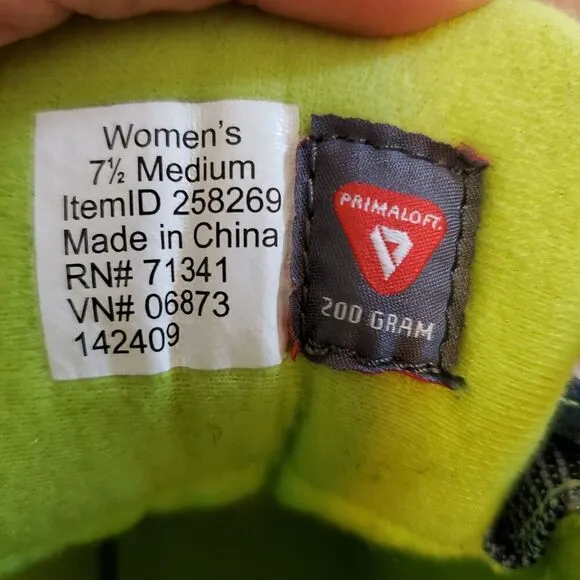 Women's
7½ Medium
ItemID 258269
Made in China
RN# 71341
VN# 06873
142409
PRIMALOFT.
200 GRAM